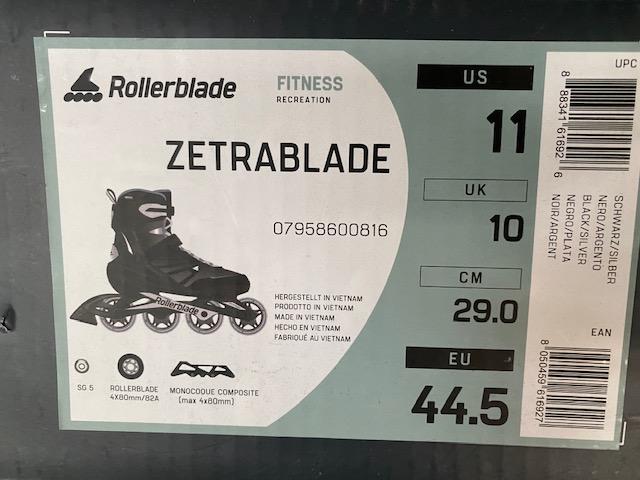 Rollerblade
FITNESS
RECREATION
ZETRABLADE
07958600816
Rollerblade
HERGESTELLT IN VIETNAM
PRODOTTO IN VIETNAM
MADE IN VIETNAM
HECHO EN VIETNAM
FABRIQUÉ AU VIETNAM
SG 5
ROLLERBLADE
4X80mm/82A
MONOCOQUE COMPOSITE
(max 4x80mm)
US
11
UK
10
CM
29.0
EU
44.5
UPC
8 88341 61692 6
SCHWARZ/SILBER
NERO/ARGENTO
BLACK/SILVER
NEGRO/PLATA
NOIR/ARGENT
EAN
8 050459 616927